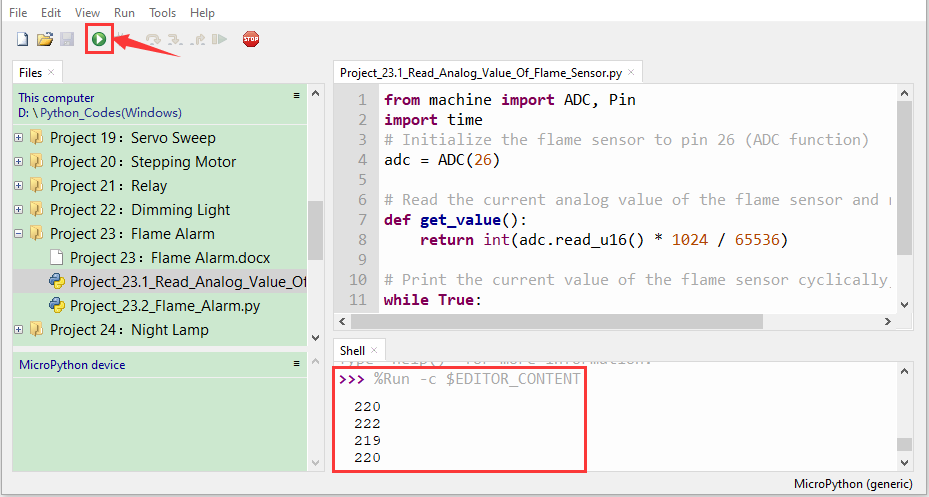 File Edit View Run Tools Help
STOP
Files ×
This computer
D: \Python_Codes(Windows)
Project 19：Servo Sweep
Project 20：Stepping Motor
Project 21：Relay
Project 22：Dimming Light
Project 23：Flame Alarm
Project 23：Flame Alarm.docx
Project_23.1_Read_Analog_Value_Of
Project_23.2_Flame_Alarm.py
Project 24：Night Lamp
MicroPython device
Project_23.1_Read_Analog_Value_Of_Flame_Sensor.py ×
1 from machine import ADC, Pin
2 import time
3 # Initialize the flame sensor to pin 26 (ADC function)
4 adc = ADC(26)
5
6 # Read the current analog value of the flame sensor and
7 def get_value():
8 return int(adc.read_u16() * 1024 / 65536)
9
10 # Print the current value of the flame sensor cyclically,
11 while True:
Shell ×
Type "help()" for more information.
>>> %Run -c $EDITOR_CONTENT
220
222
219
220
MicroPython (generic)